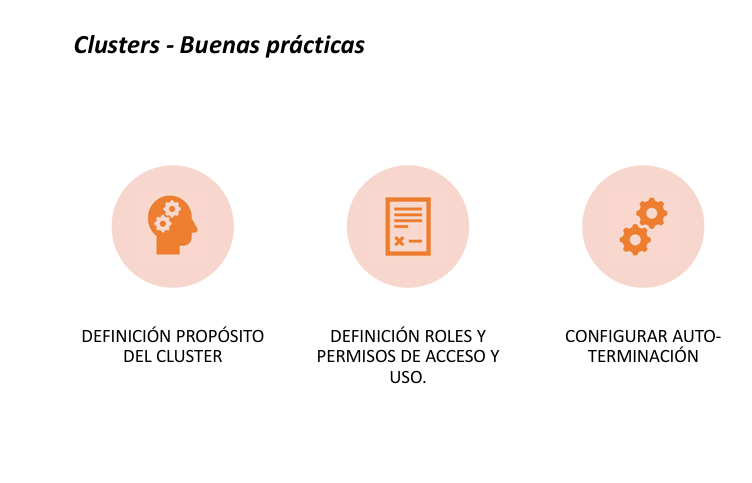 Clusters - Buenas prácticas
DEFINICIÓN PROPÓSITO
DEL CLUSTER
DEFINICIÓN ROLES Y
PERMISOS DE ACCESO Y
USO.
CONFIGURAR AUTO-
TERMINACIÓN